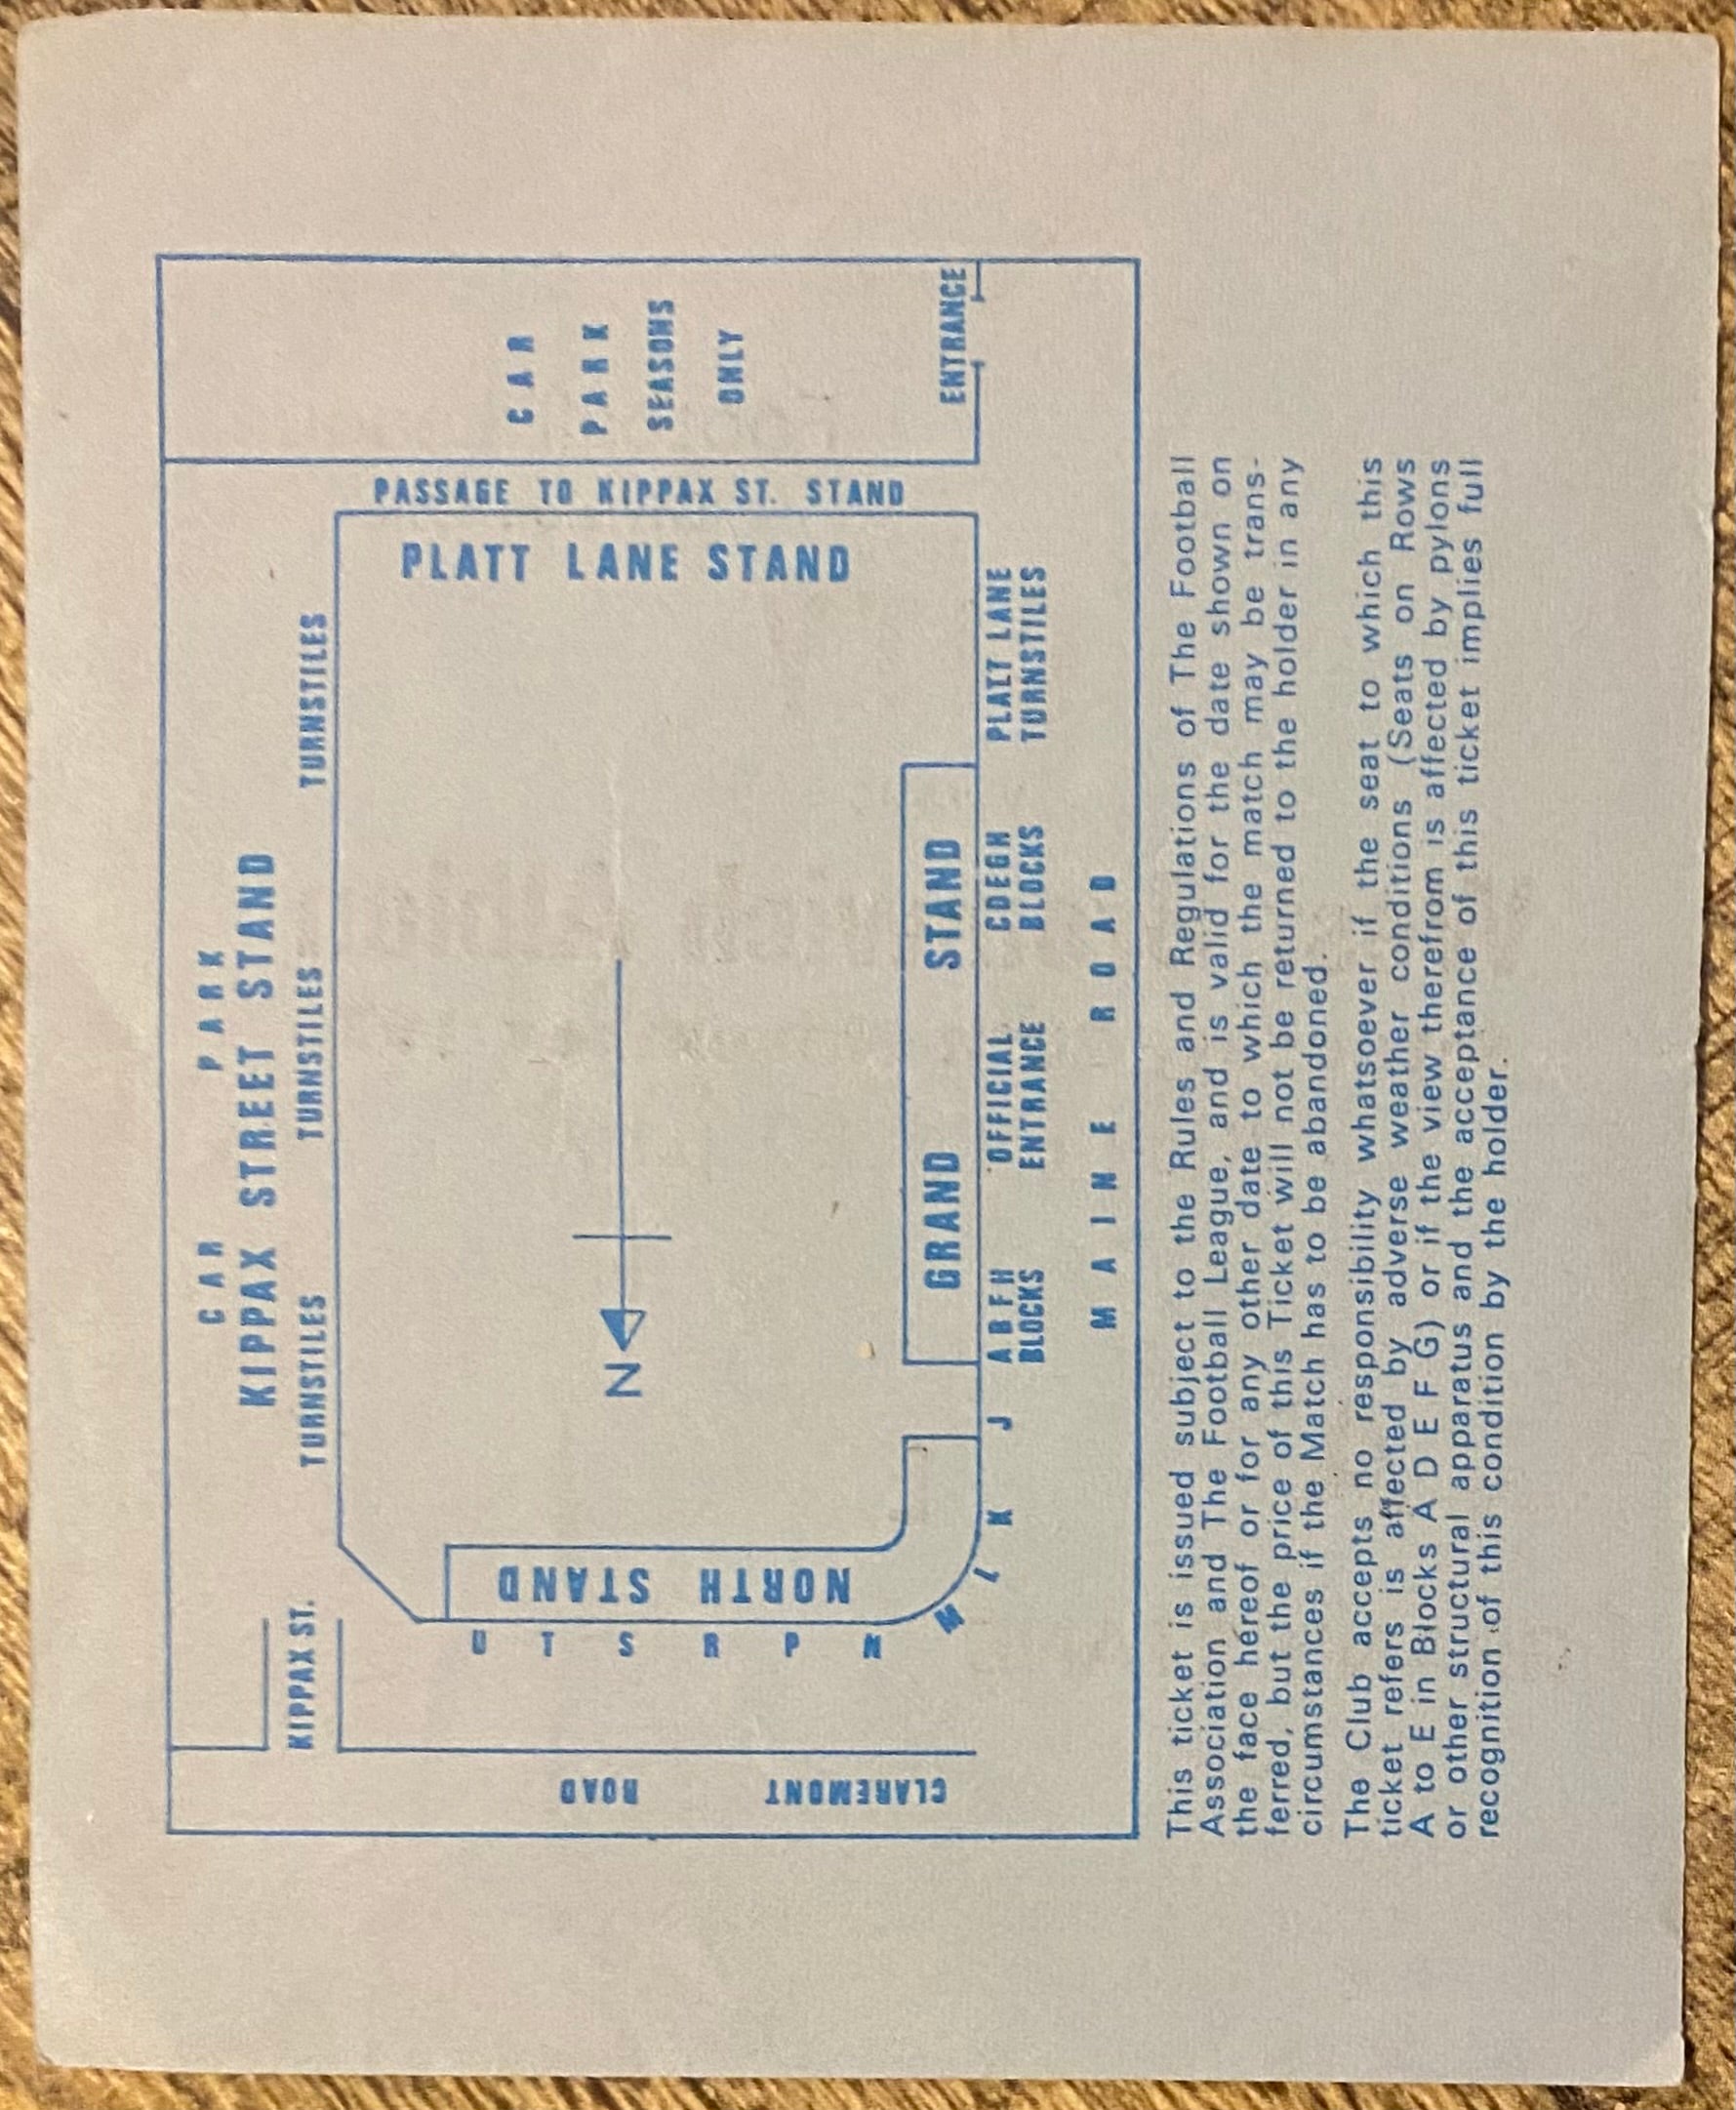 CAR PARK
KIPPAX STREET STAND
KIPPAX ST.
TURNSTILES TURNSTILES TURNSTILES
PASSAGE TO KIPPAX ST. STAND
PLATT LANE STAND
CAR
PARK
SEASONS
ONLY
ENTRANCE
N
NORTH STAND
U T S R P N M L K J
CLAREMONT ROAD
GRAND STAND
A B F H
BLOCKS
OFFICIAL
ENTRANCE
CDEGH
BLOCKS
PLATT LANE
TURNSTILES
MAINE ROAD
This ticket is issued subject to the Rules and Regulations of The Football
Association and The Football League, and is valid for the date shown on
the face hereof or for any other date to which the match may be trans-
ferred, but the price of this Ticket will not be returned to the holder in any
circumstances if the Match has to be abandoned.
The Club accepts no responsibility whatsoever if the seat to which this
ticket refers is affected by adverse weather conditions (Seats on Rows
A to E in Blocks A D E F G) or if the view therefrom is affected by pylons
or other structural apparatus and the acceptance of this ticket implies full
recognition of this condition by the holder.